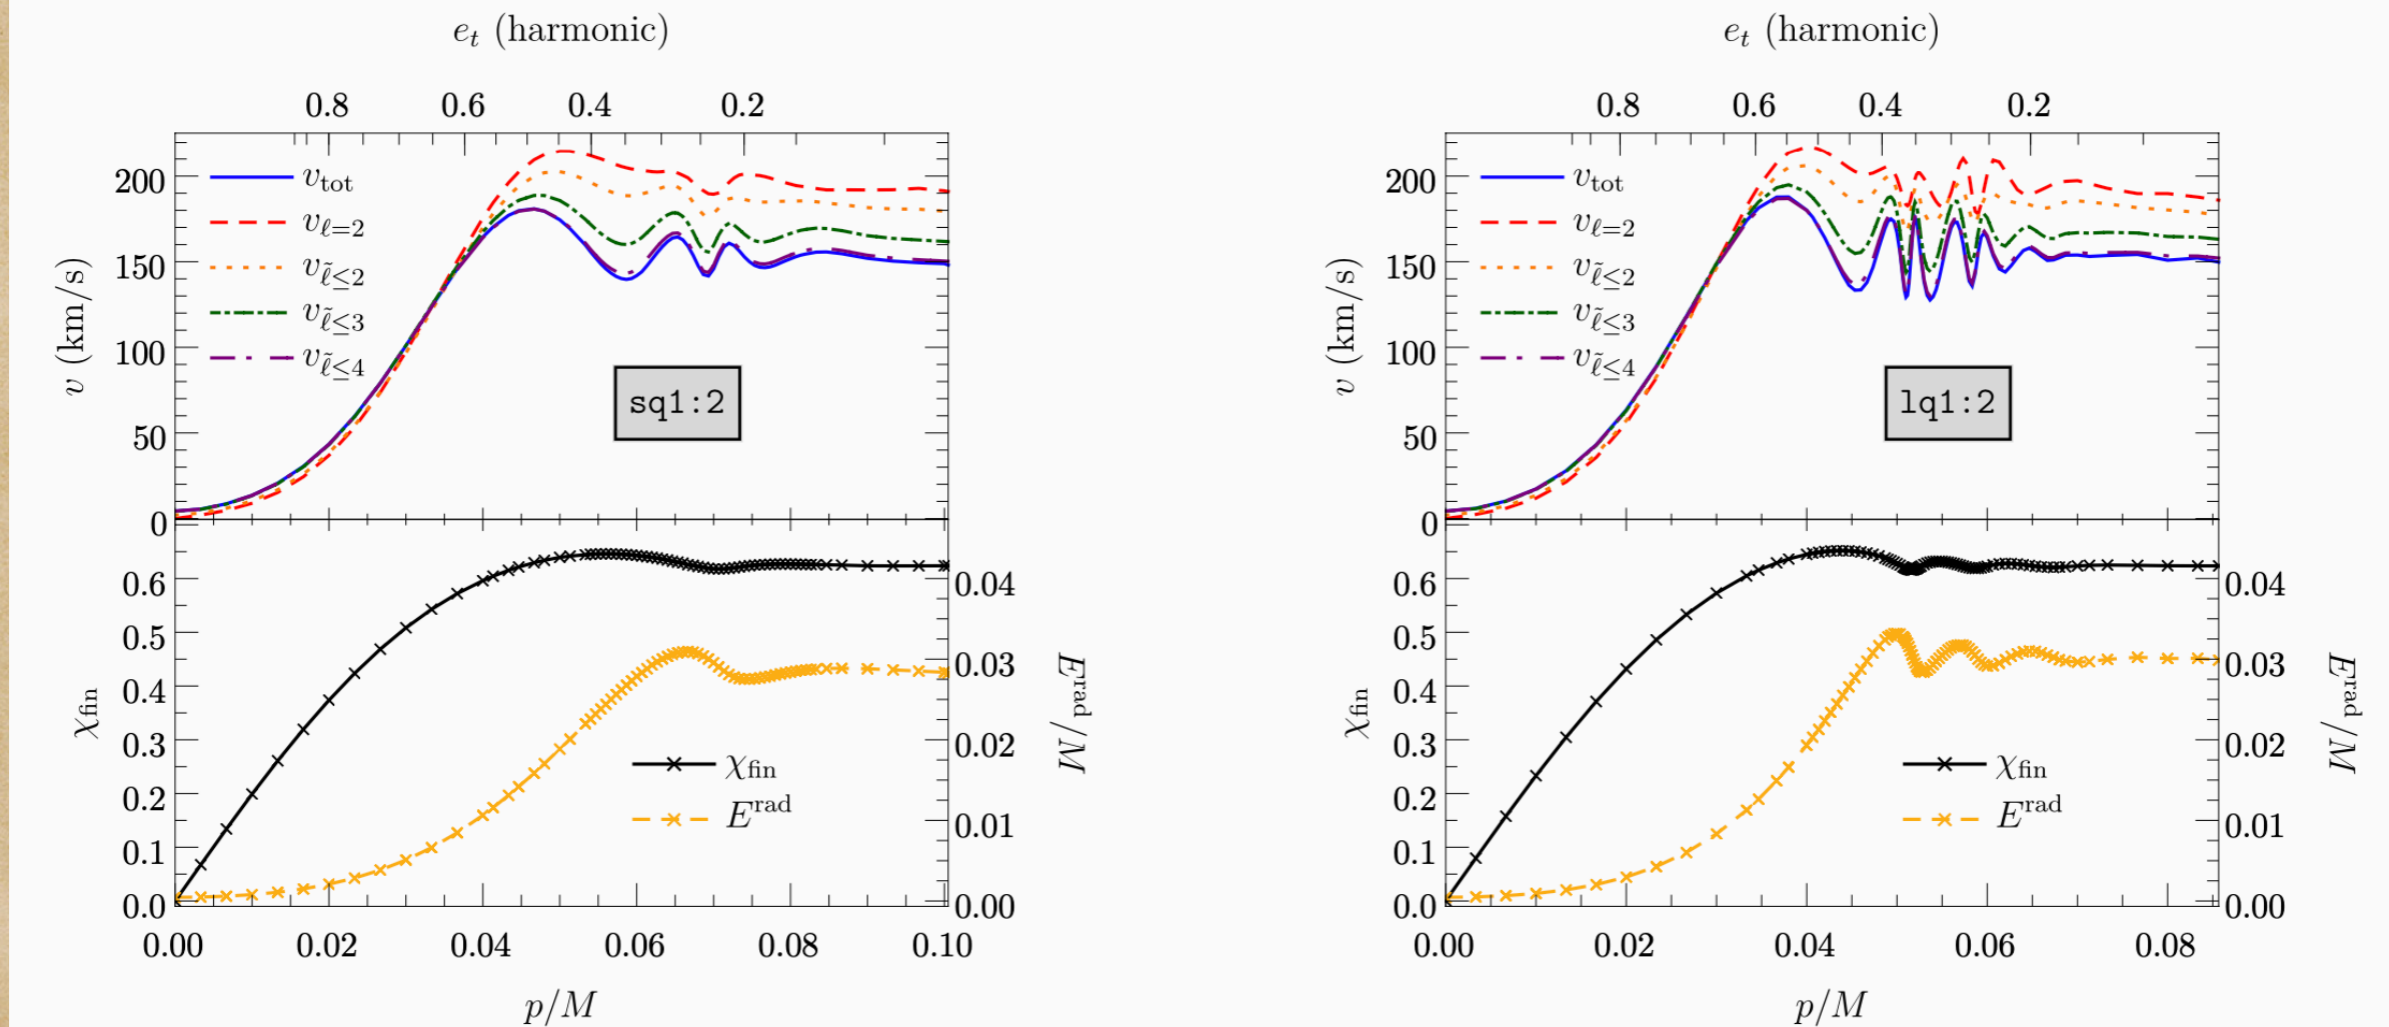 e_t (harmonic)
0.8 0.6 0.4 0.2
200
150
100
50
0
v (km/s)
v_tot
v_ℓ=2
v_ℓ̃≤2
v_ℓ̃≤3
v_ℓ̃≤4
sq1:2
0.6
0.5
0.4
0.3
0.2
0.1
0.0
χ_fin
0.04
0.03
0.02
0.01
0.00
E^rad/M
χ_fin
E^rad
0.00 0.02 0.04 0.06 0.08 0.10
p/M
e_t (harmonic)
0.8 0.6 0.4 0.2
200
150
100
50
0
v (km/s)
v_tot
v_ℓ=2
v_ℓ̃≤2
v_ℓ̃≤3
v_ℓ̃≤4
lq1:2
0.6
0.5
0.4
0.3
0.2
0.1
0.0
χ_fin
0.04
0.03
0.02
0.01
0.00
E^rad/M
χ_fin
E^rad
0.00 0.02 0.04 0.06 0.08
p/M